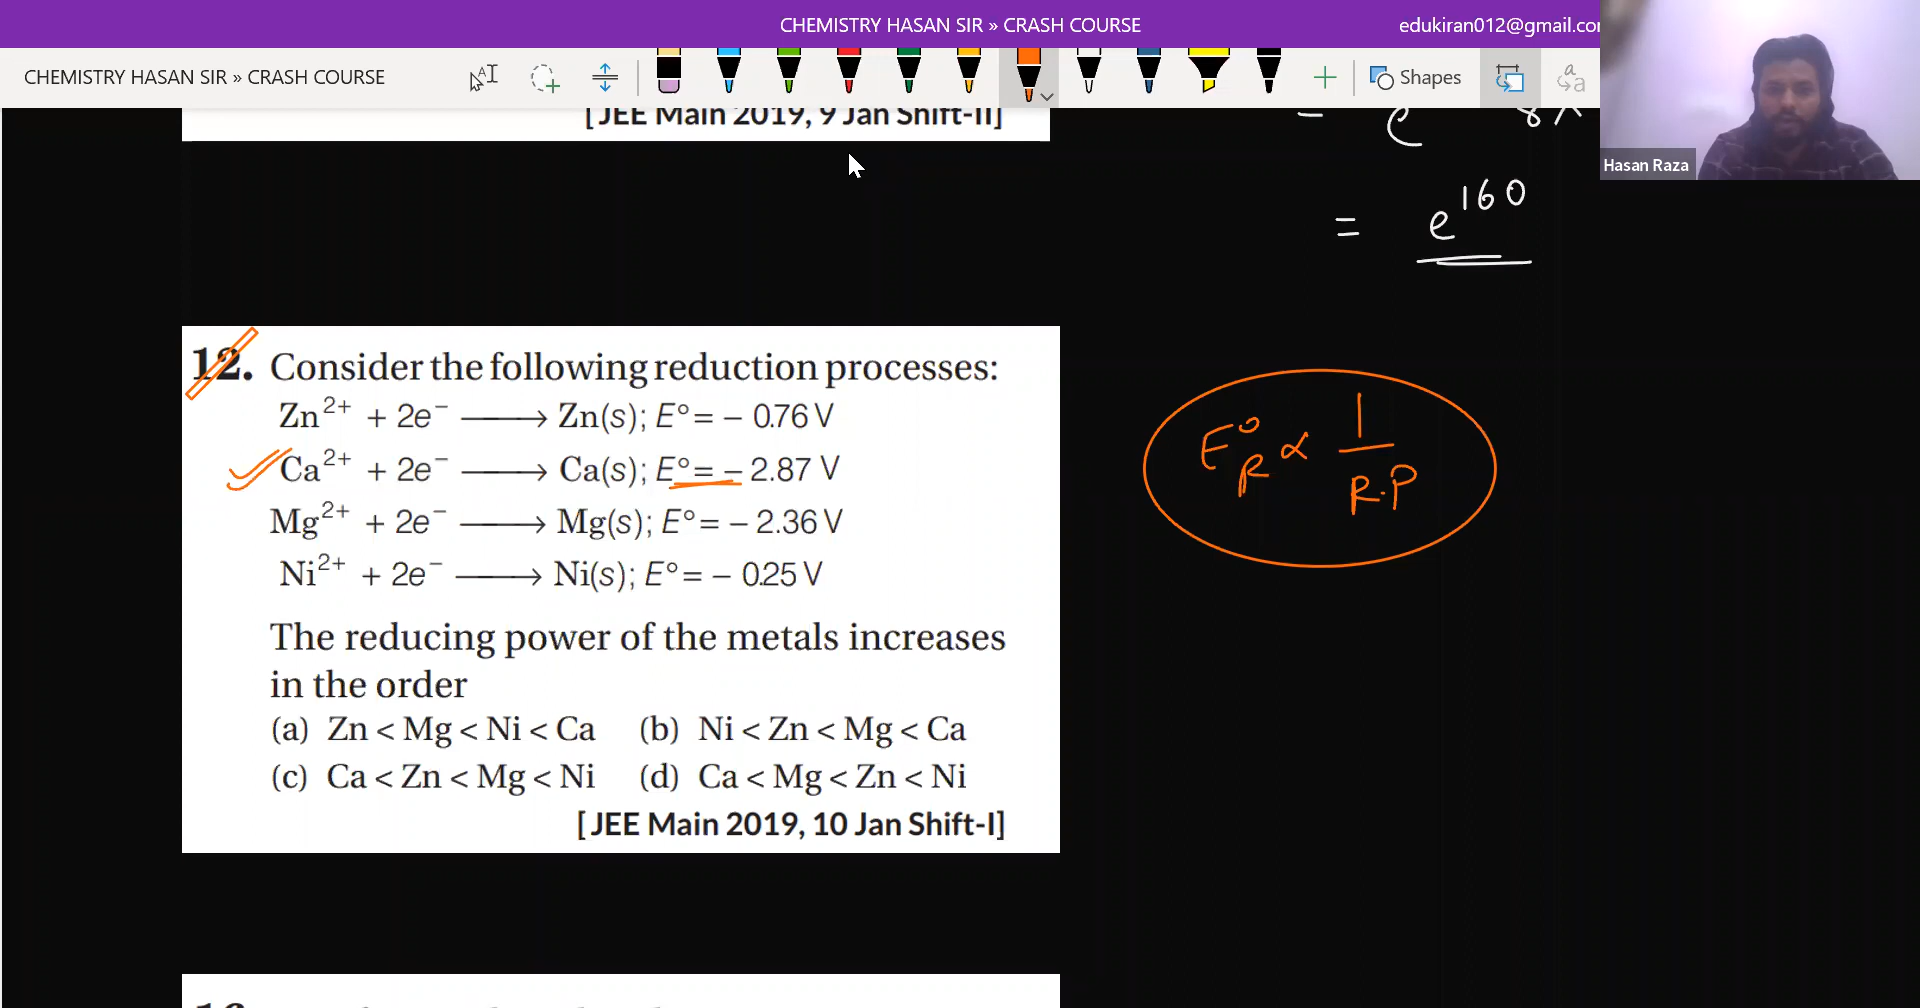 CHEMISTRY HASAN SIR » CRASH COURSE
edukiran012@gmail.co
CHEMISTRY HASAN SIR » CRASH COURSE
Shapes
Hasan Raza
[JEE Main 2019, 9 Jan Shift-II]
= e
= e^160
12. Consider the following reduction processes:
Zn²⁺ + 2e⁻ ⟶ Zn(s); E° = – 0.76 V
Ca²⁺ + 2e⁻ ⟶ Ca(s); E° = – 2.87 V
Mg²⁺ + 2e⁻ ⟶ Mg(s); E° = – 2.36 V
Ni²⁺ + 2e⁻ ⟶ Ni(s); E° = – 0.25 V
E°R ∝ 1/R.P
The reducing power of the metals increases
in the order
(a) Zn < Mg < Ni < Ca (b) Ni < Zn < Mg < Ca
(c) Ca < Zn < Mg < Ni (d) Ca < Mg < Zn < Ni
[JEE Main 2019, 10 Jan Shift-I]